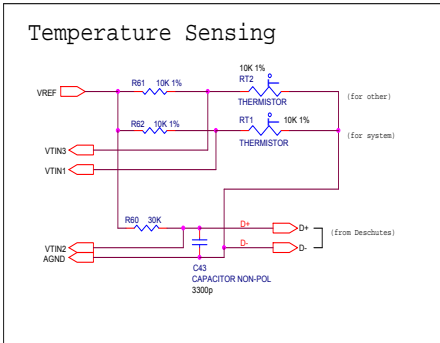 Temperature Sensing
10K 1%
RT2
R61 10K 1%
VREF
THERMISTOR
(for other)
R62 10K 1%
RT1 10K 1%
(for system)
THERMISTOR
VTIN3
VTIN1
R60 30K
D+
D+
(from Deschutes)
VTIN2
D-
D-
AGND
C43
CAPACITOR NON-POL
3300p